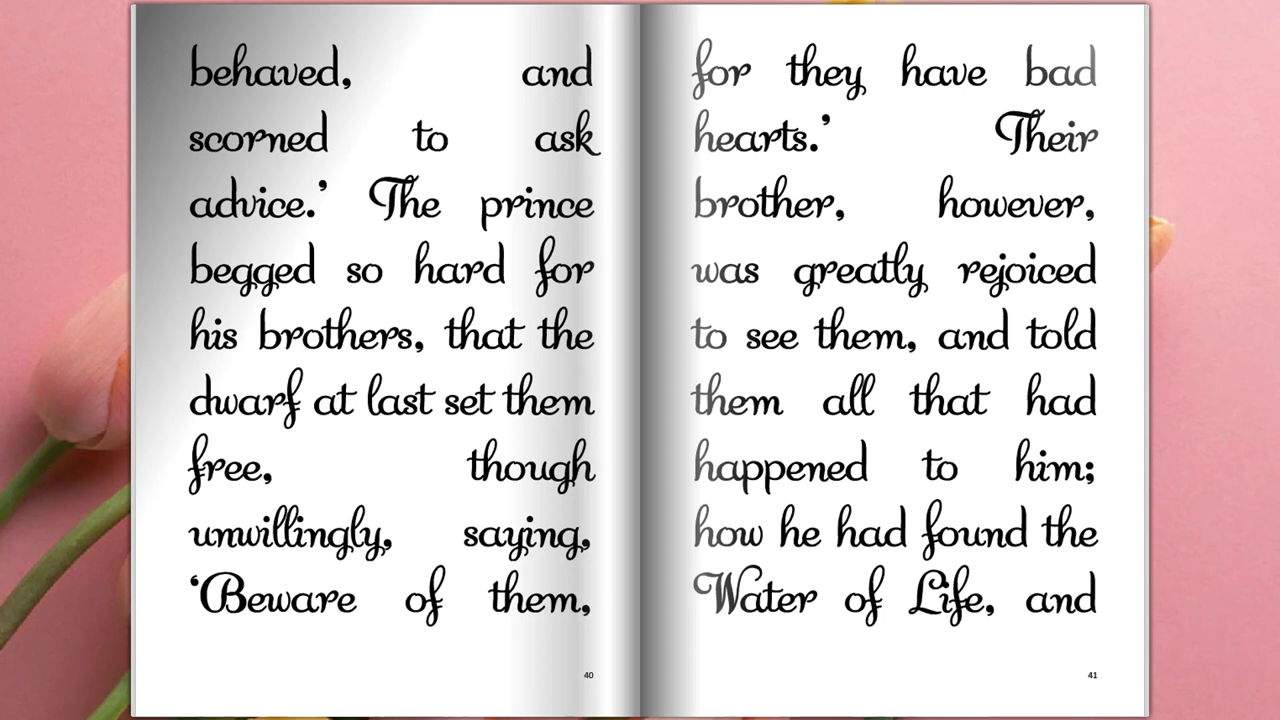 behaved, and
scorned to ask
advice.’ The prince
begged so hard for
his brothers, that the
dwarf at last set them
free, though
unwillingly, saying,
‘Beware of them,
40
for they have bad
hearts.’ Their
brother, however,
was greatly rejoiced
to see them, and told
them all that had
happened to him;
how he had found the
Water of Life, and
41